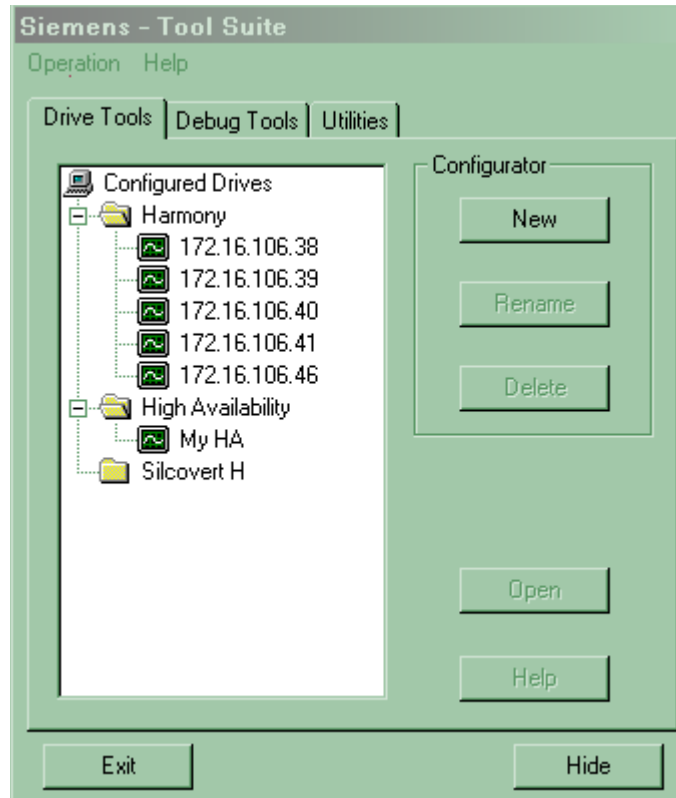 Siemens - Tool Suite
Operation Help
Drive Tools Debug Tools Utilities
Configured Drives
Harmony
172.16.106.38
172.16.106.39
172.16.106.40
172.16.106.41
172.16.106.46
High Availability
My HA
Silcovert H
Configurator
New
Rename
Delete
Open
Help
Exit Hide